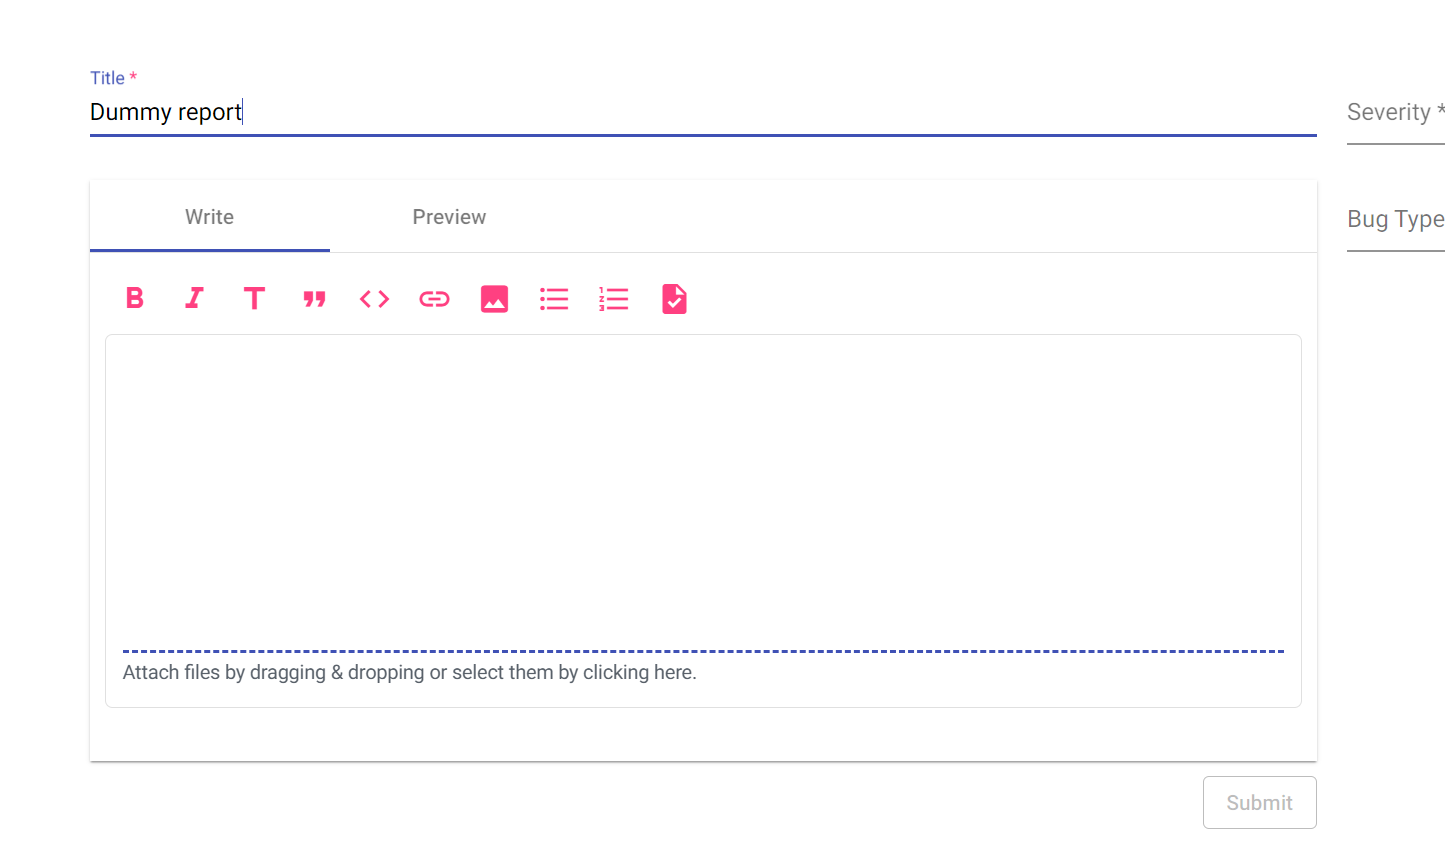 Title *
Dummy report
Severity *
Bug Type
Write
Preview
B I T
Attach files by dragging & dropping or select them by clicking here.
Submit